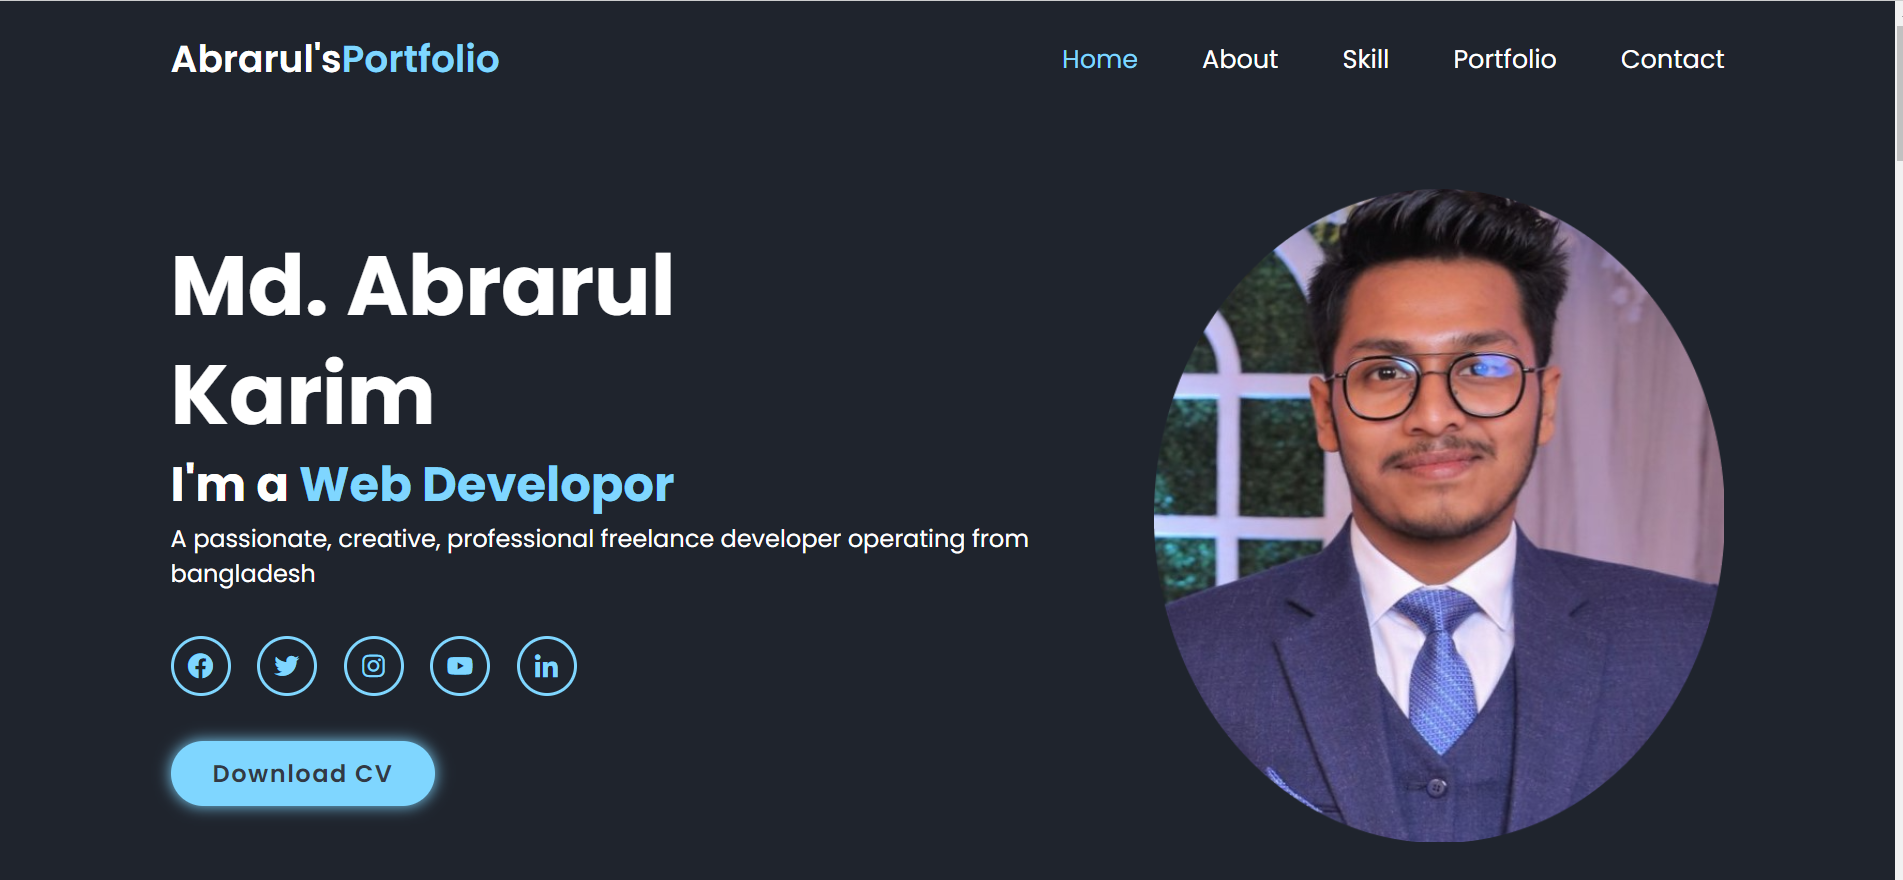 Abrarul'sPortfolio
Home About Skill Portfolio Contact
Md. Abrarul
Karim
I'm a Web Developor
A passionate, creative, professional freelance developer operating from
bangladesh
Download CV